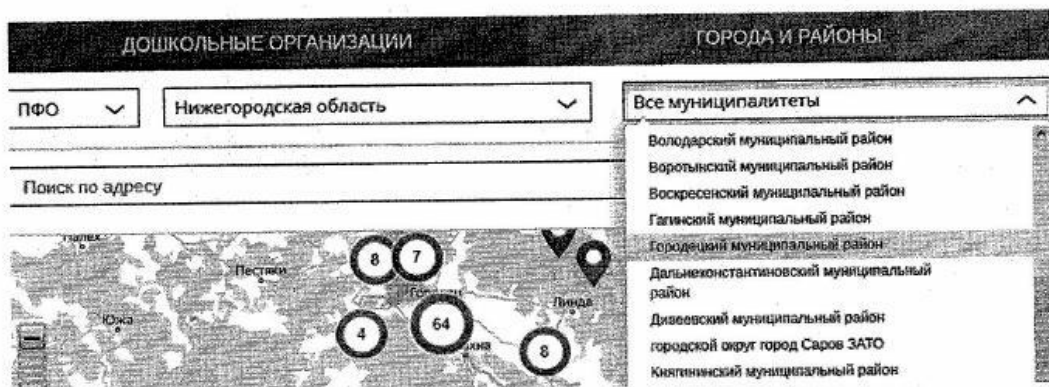 ДОШКОЛЬНЫЕ ОРГАНИЗАЦИИ
ГОРОДА И РАЙОНЫ
ПФО
Нижегородская область
Все муниципалитеты
Володарский муниципальный район
Воротынский муниципальный район
Воскресенский муниципальный район
Гагинский муниципальный район
Городецкий муниципальный район
Дальнеконстантиновский муниципальный
район
Дивеевский муниципальный район
городской округ город Саров ЗАТО
Княгининский муниципальный район
Поиск по адресу
Палех
Пестяки
8
7
Линда
Южа
4
64
8